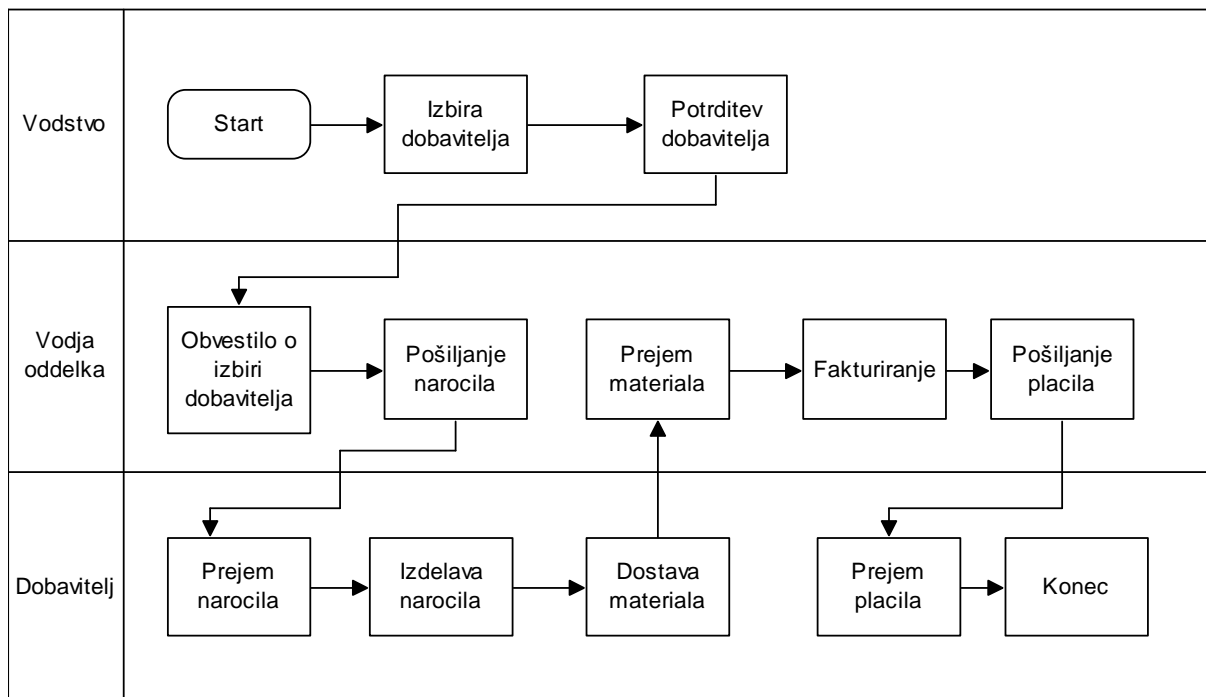 Vodstvo
Start
Izbira
dobavitelja
Potrditev
dobavitelja
Vodja
oddelka
Obvestilo o
izbiri
dobavitelja
Pošiljanje
narocila
Prejem
materiala
Fakturiranje
Pošiljanje
placila
Dobavitelj
Prejem
narocila
Izdelava
narocila
Dostava
materiala
Prejem
placila
Konec